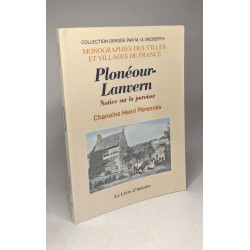 COLLECTION DIRIGÉE PAR M.-G. MICBERTH
MONOGRAPHIES DES VILLES
ET VILLAGES DE FRANCE
Plonéour-
Lanvern
Notice sur la paroisse
Chanoine Henri Pérennès
Le Livre d'histoire